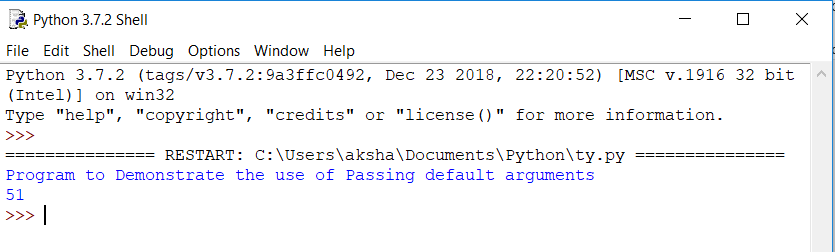 Python 3.7.2 Shell
File Edit Shell Debug Options Window Help
Python 3.7.2 (tags/v3.7.2:9a3ffc0492, Dec 23 2018, 22:20:52) [MSC v.1916 32 bit
(Intel)] on win32
Type "help", "copyright", "credits" or "license()" for more information.
>>>
=============== RESTART: C:\Users\aksha\Documents\Python\ty.py ===============
Program to Demonstrate the use of Passing default arguments
51
>>>